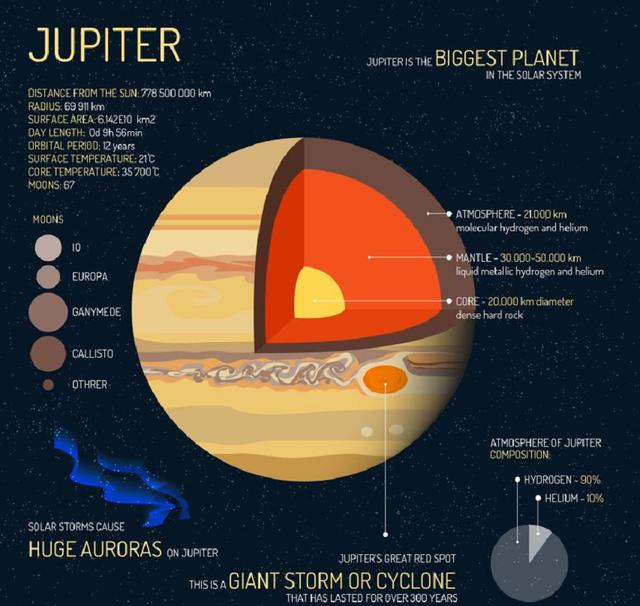 JUPITER
JUPITER IS THE BIGGEST PLANET
IN THE SOLAR SYSTEM
DISTANCE FROM THE SUN: 778 500 000 km
RADIUS: 69 911 km
SURFACE AREA: 6.142E10 km2
DAY LENGTH: 0d 9h 56min
ORBITAL PERIOD: 12 years
SURFACE TEMPERATURE: 21°C
CORE TEMPERATURE: 35 700°C
MOONS: 67
MOONS
IO
EUROPA
GANYMEDE
CALLISTO
OTHRER
ATMOSPHERE - 21.000 km
molecular hydrogen and helium
MANTLE - 30.000-50.000 km
liquid metallic hydrogen and helium
CORE - 20.000 km diameter
dense hard rock
ATMOSPHERE OF JUPITER
COMPOSITION:
HYDROGEN - 90%
HELIUM - 10%
SOLAR STORMS CAUSE
HUGE AURORAS ON JUPITER
JUPITER'S GREAT RED SPOT
THIS IS A GIANT STORM OR CYCLONE
THAT HAS LASTED FOR OVER 300 YEARS